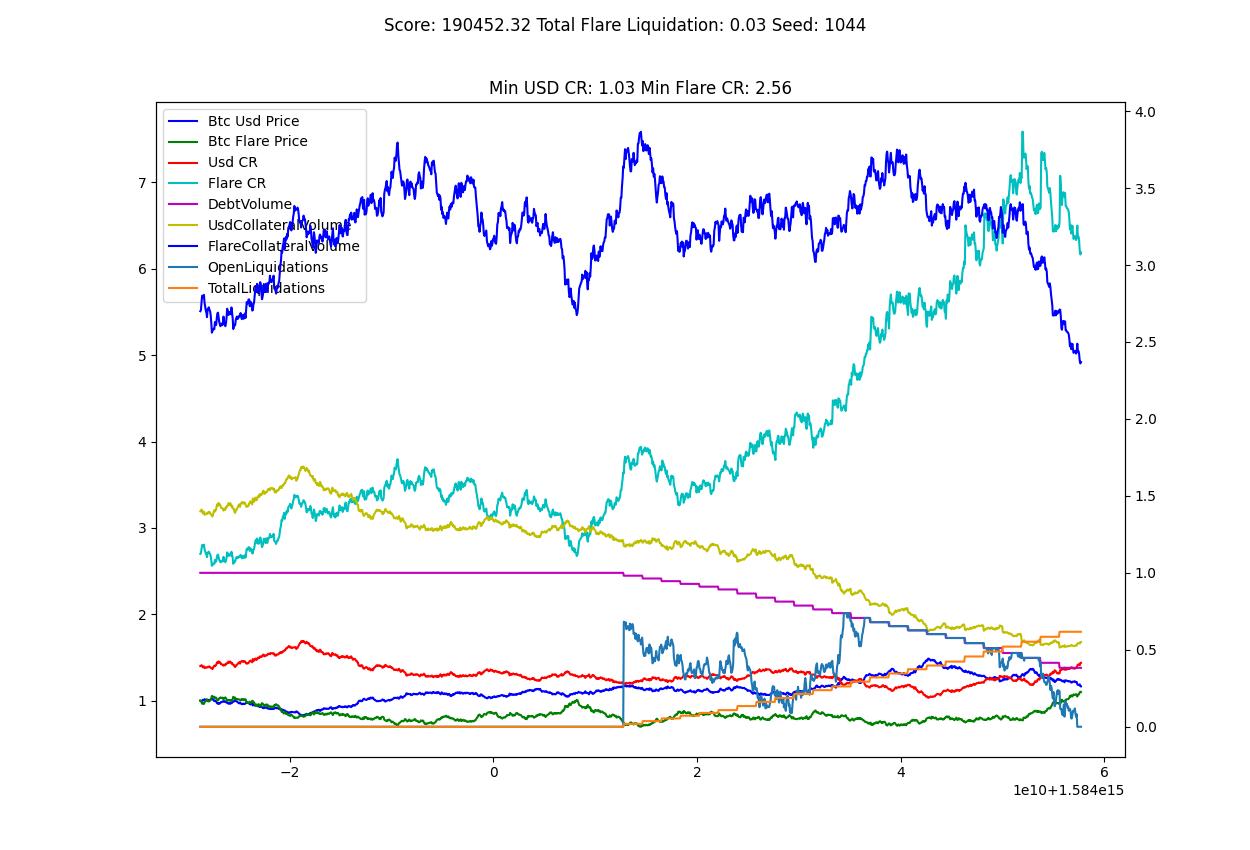 Score: 190452.32 Total Flare Liquidation: 0.03 Seed: 1044
Min USD CR: 1.03 Min Flare CR: 2.56
Btc Usd Price
Btc Flare Price
Usd CR
Flare CR
DebtVolume
UsdCollateralVolume
FlareCollateralVolume
OpenLiquidations
TotalLiquidations
7
6
5
4
3
2
1
4.0
3.5
3.0
2.5
2.0
1.5
1.0
0.5
0.0
−2
0
2
4
6
1e10+1.584e15